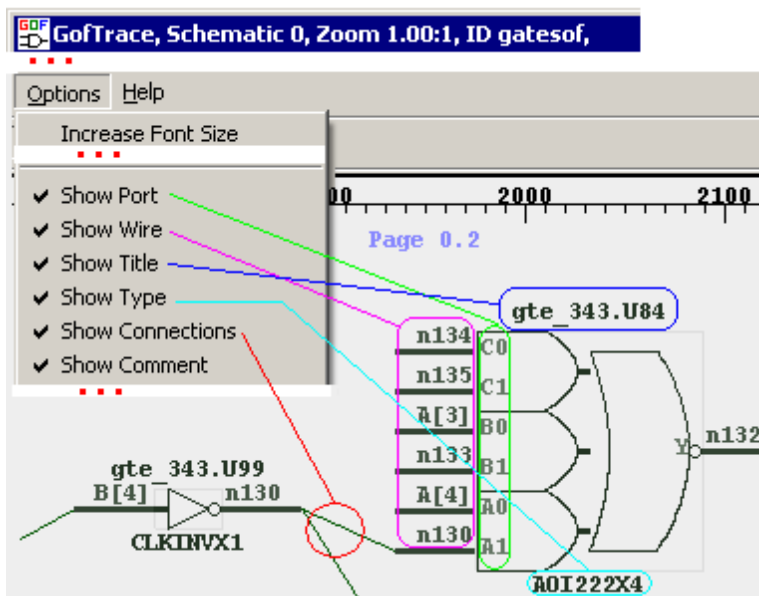 GOF GofTrace, Schematic 0, Zoom 1.00:1, ID gatesof,
Options Help
Increase Font Size
Show Port
Show Wire
Show Title
Show Type
Show Connections
Show Comment
00 2000 2100
Page 0.2
gte_343.U84
n134 C0
n135 C1
A[3] B0
n133 B1
A[4] A0
n130 A1
Y n132
AOI222X4
gte_343.U99
B[4] n130
CLKINVX1